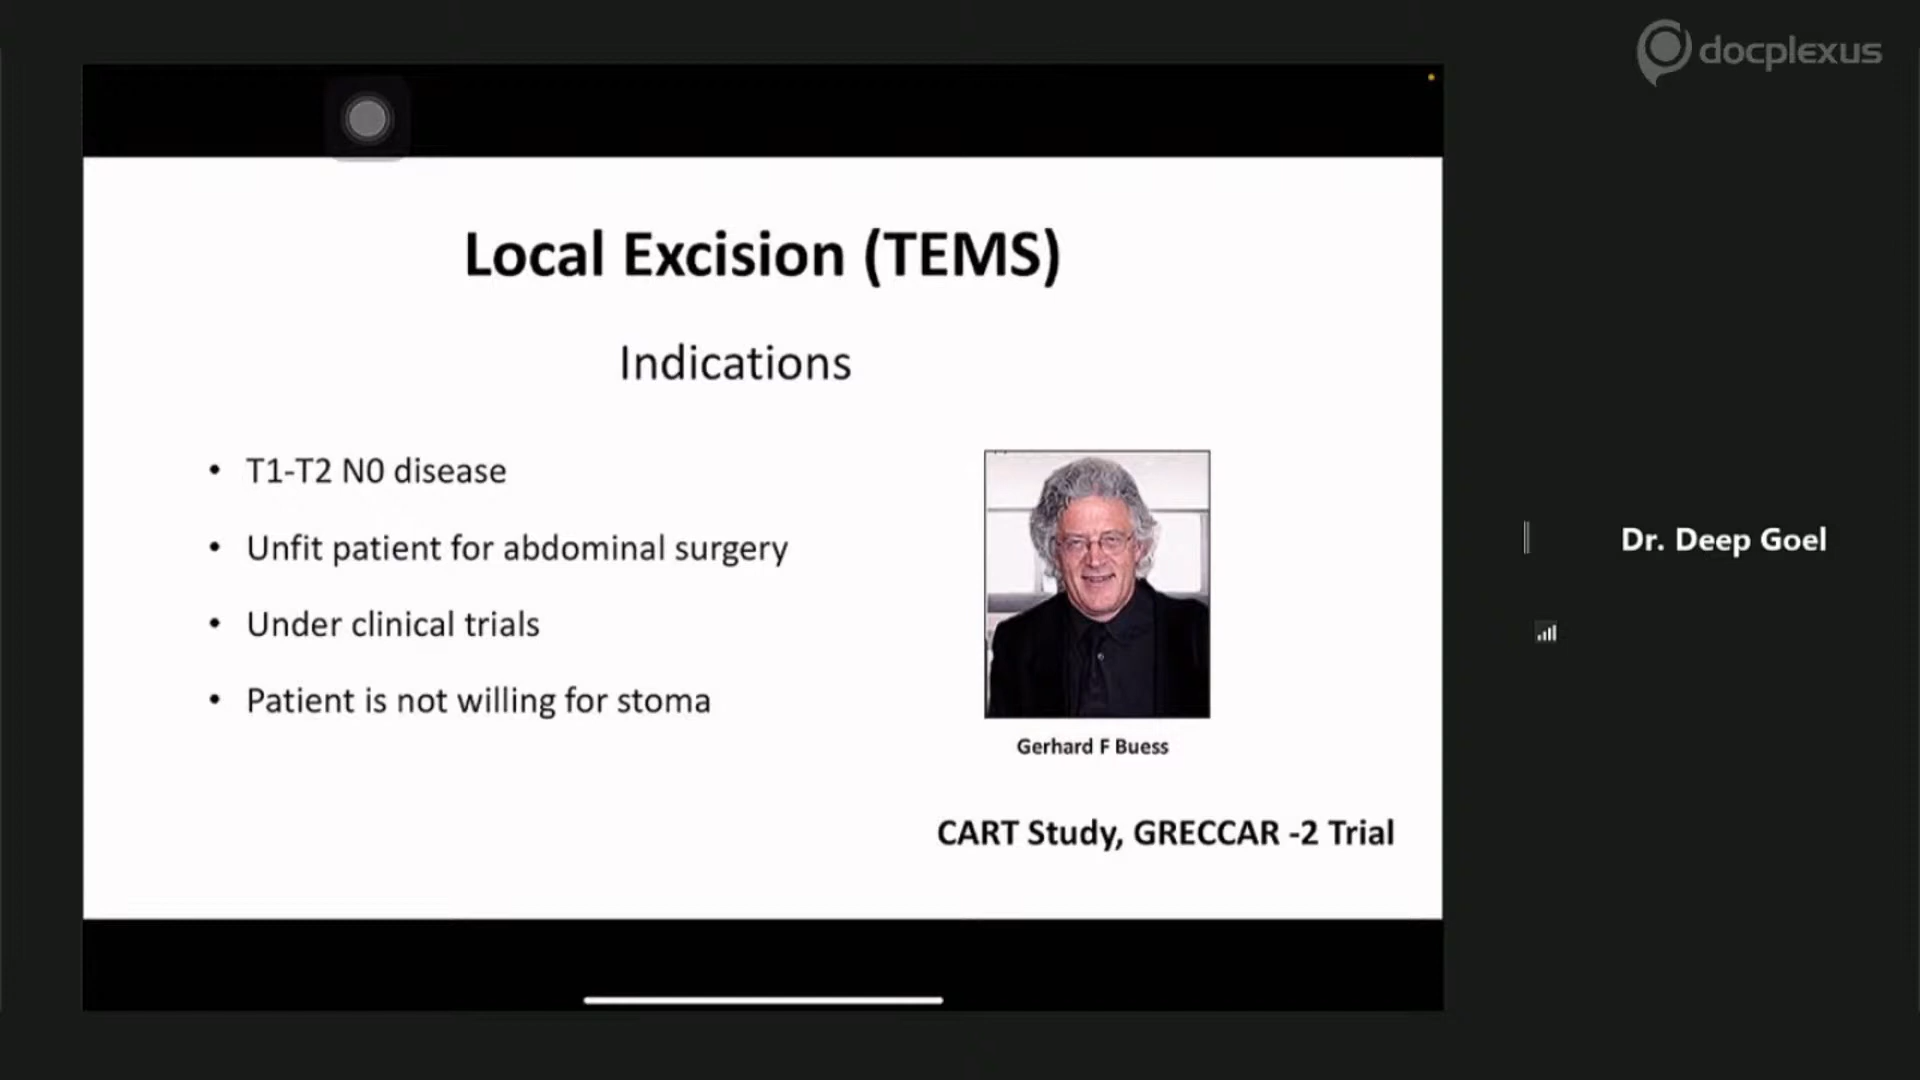 docplexus
Local Excision (TEMS)
Indications
• T1-T2 N0 disease
• Unfit patient for abdominal surgery
• Under clinical trials
• Patient is not willing for stoma
Gerhard F Buess
CART Study, GRECCAR -2 Trial
Dr. Deep Goel